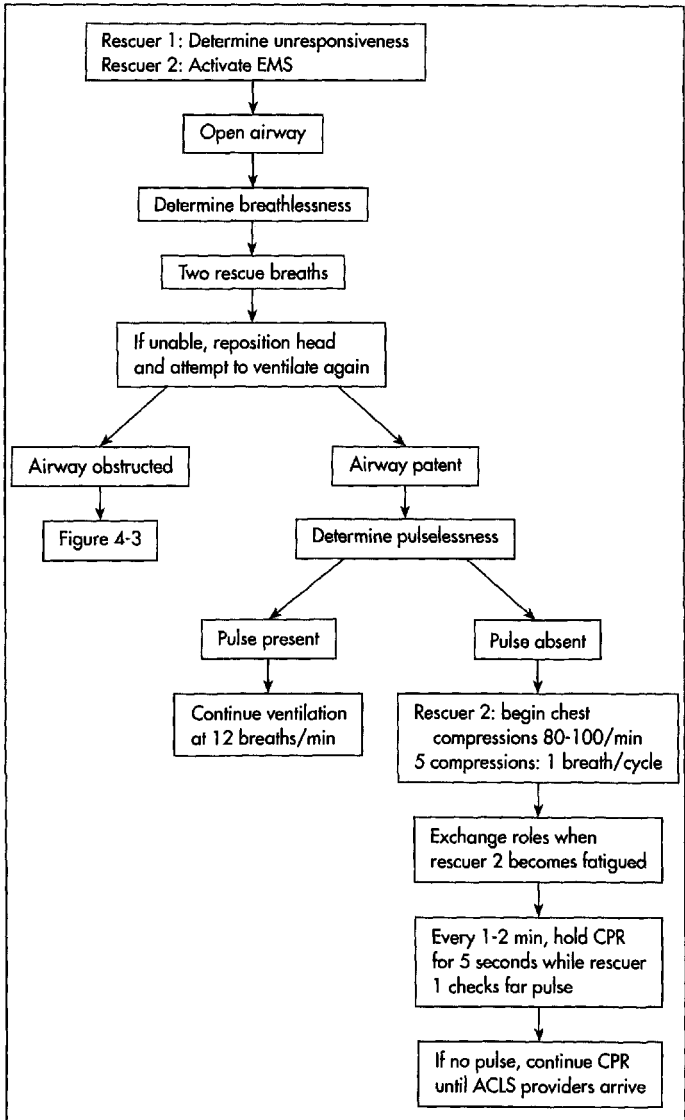 Rescuer 1: Determine unresponsiveness
Rescuer 2: Activate EMS
Open airway
Determine breathlessness
Two rescue breaths
If unable, reposition head
and attempt to ventilate again
Airway obstructed
Airway patent
Figure 4-3
Determine pulselessness
Pulse present
Pulse absent
Continue ventilation
at 12 breaths/min
Rescuer 2: begin chest
compressions 80-100/min
5 compressions: 1 breath/cycle
Exchange roles when
rescuer 2 becomes fatigued
Every 1-2 min, hold CPR
for 5 seconds while rescuer
1 checks far pulse
If no pulse, continue CPR
until ACLS providers arrive